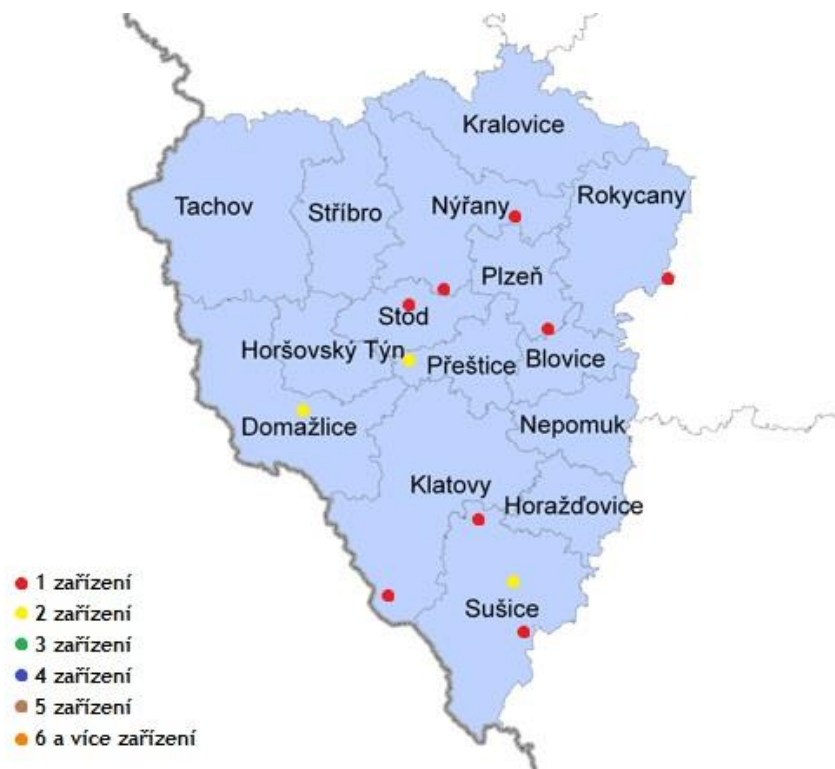 Kralovice
Tachov
Stříbro
Nýřany
Rokycany
Plzeň
Stod
Horšovský Týn
Přeštice
Blovice
Domažlice
Nepomuk
Klatovy
Horažďovice
Sušice
1 zařízení
2 zařízení
3 zařízení
4 zařízení
5 zařízení
6 a více zařízení